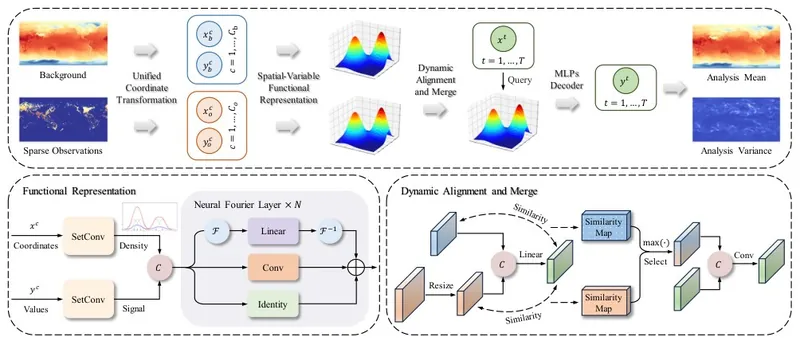 Background
Sparse Observations
Unified
Coordinate
Transformation
x_b^c
y_b^c
c = 1, ..., C_b
x_o^c
y_o^c
c = 1, ..., C_o
Spatial-Variable
Functional
Representation
Dynamic
Alignment
and Merge
x^t
t = 1, ..., T
Query
MLPs
Decoder
y^t
t = 1, ..., T
Analysis Mean
Analysis Variance
Functional Representation
x^c
Coordinates
SetConv
Density
y^c
Values
SetConv
Signal
C
Neural Fourier Layer × N
F
Linear
F^{-1}
Conv
Identity
Dynamic Alignment and Merge
Resize
C
Linear
Similarity
Similarity
Similarity
Map
Similarity
Map
max(·)
Select
C
Conv